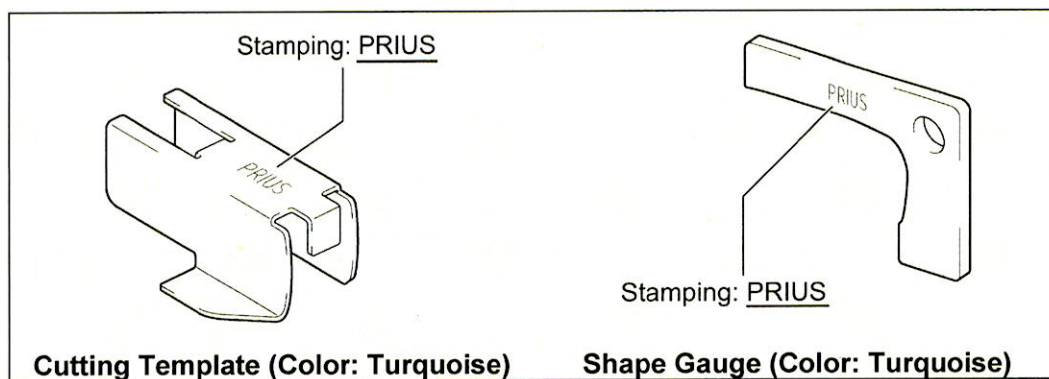 Stamping: PRIUS
PRIUS
PRIUS
Stamping: PRIUS
Cutting Template (Color: Turquoise)
Shape Gauge (Color: Turquoise)